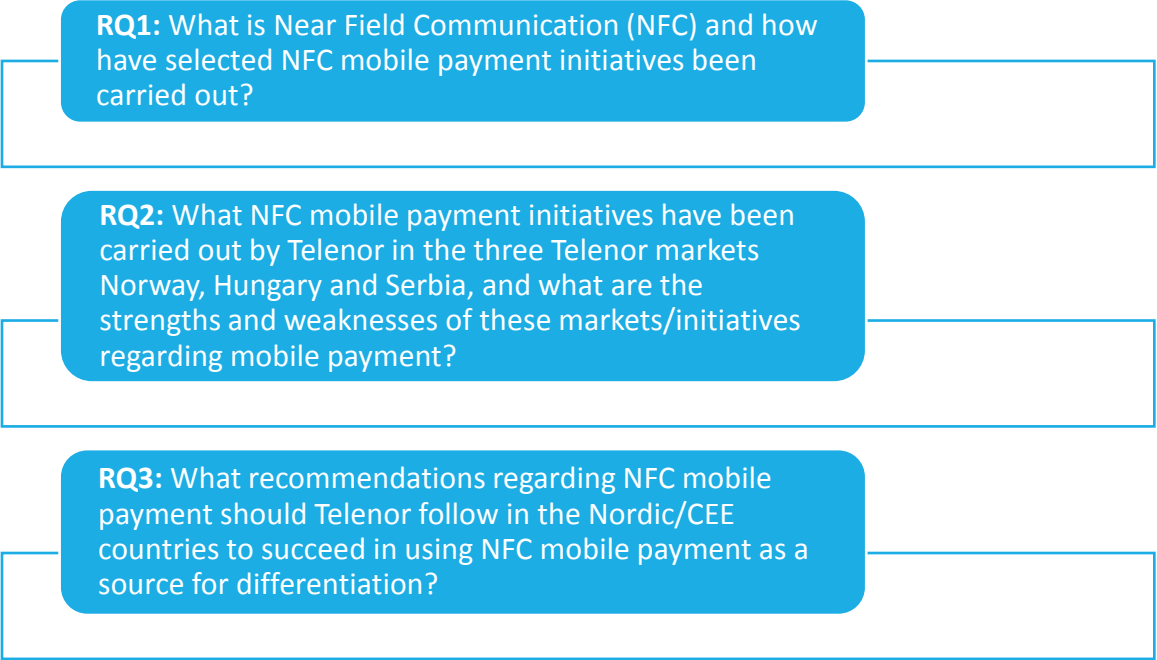 RQ1: What is Near Field Communication (NFC) and how
have selected NFC mobile payment initiatives been
carried out?
RQ2: What NFC mobile payment initiatives have been
carried out by Telenor in the three Telenor markets
Norway, Hungary and Serbia, and what are the
strengths and weaknesses of these markets/initiatives
regarding mobile payment?
RQ3: What recommendations regarding NFC mobile
payment should Telenor follow in the Nordic/CEE
countries to succeed in using NFC mobile payment as a
source for differentiation?